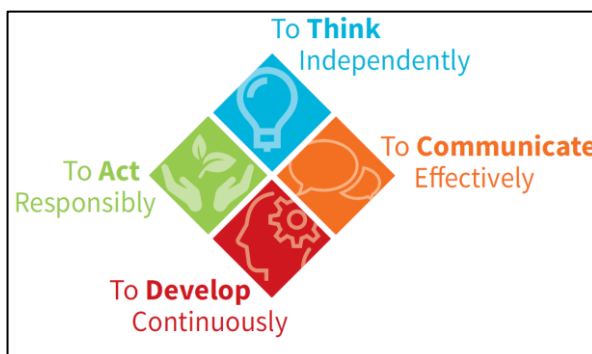 To Think
Independently
To Communicate
Effectively
To Act
Responsibly
To Develop
Continuously